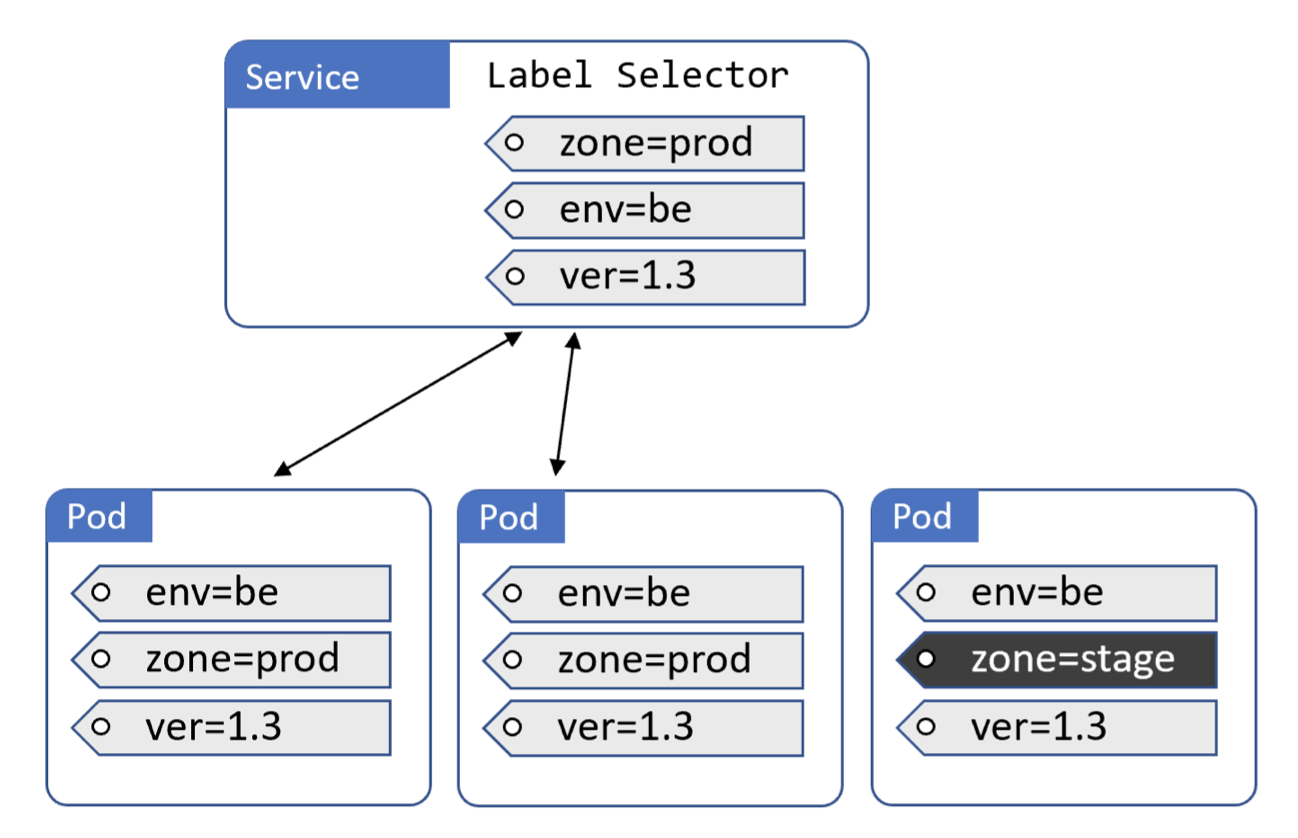 Service
Label Selector
zone=prod
env=be
ver=1.3
Pod
env=be
zone=prod
ver=1.3
Pod
env=be
zone=prod
ver=1.3
Pod
env=be
zone=stage
ver=1.3